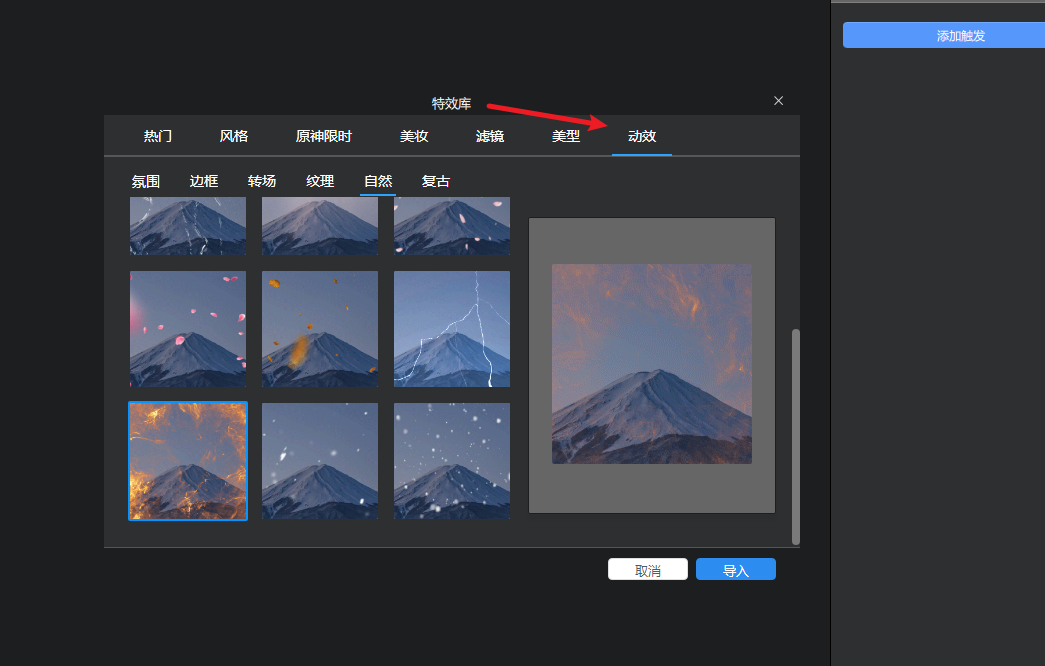 添加触发
特效库
热门 风格 原神限时 美妆 滤镜 美型 动效
氛围 边框 转场 纹理 自然 复古
取消 导入